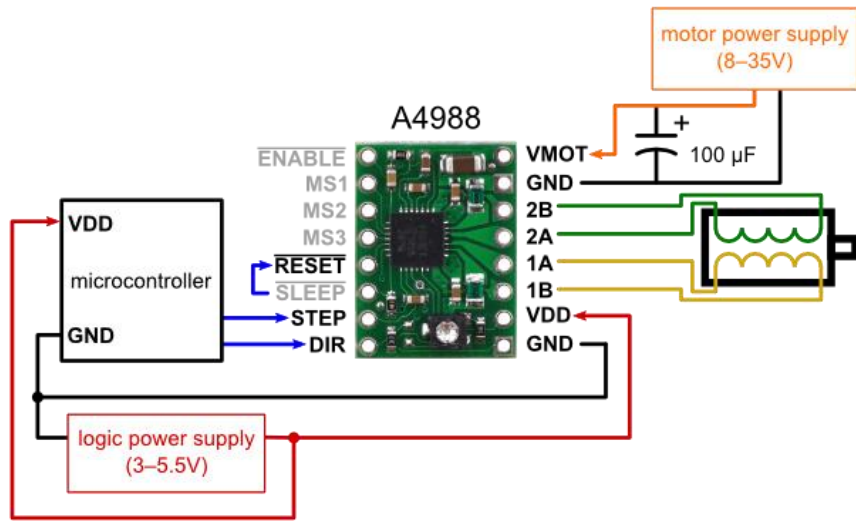 motor power supply
(8–35V)
A4988
ENABLE
VMOT
+
100 µF
MS1
GND
MS2
2B
VDD
MS3
2A
microcontroller
RESET
1A
SLEEP
1B
STEP
VDD
GND
DIR
GND
logic power supply
(3–5.5V)